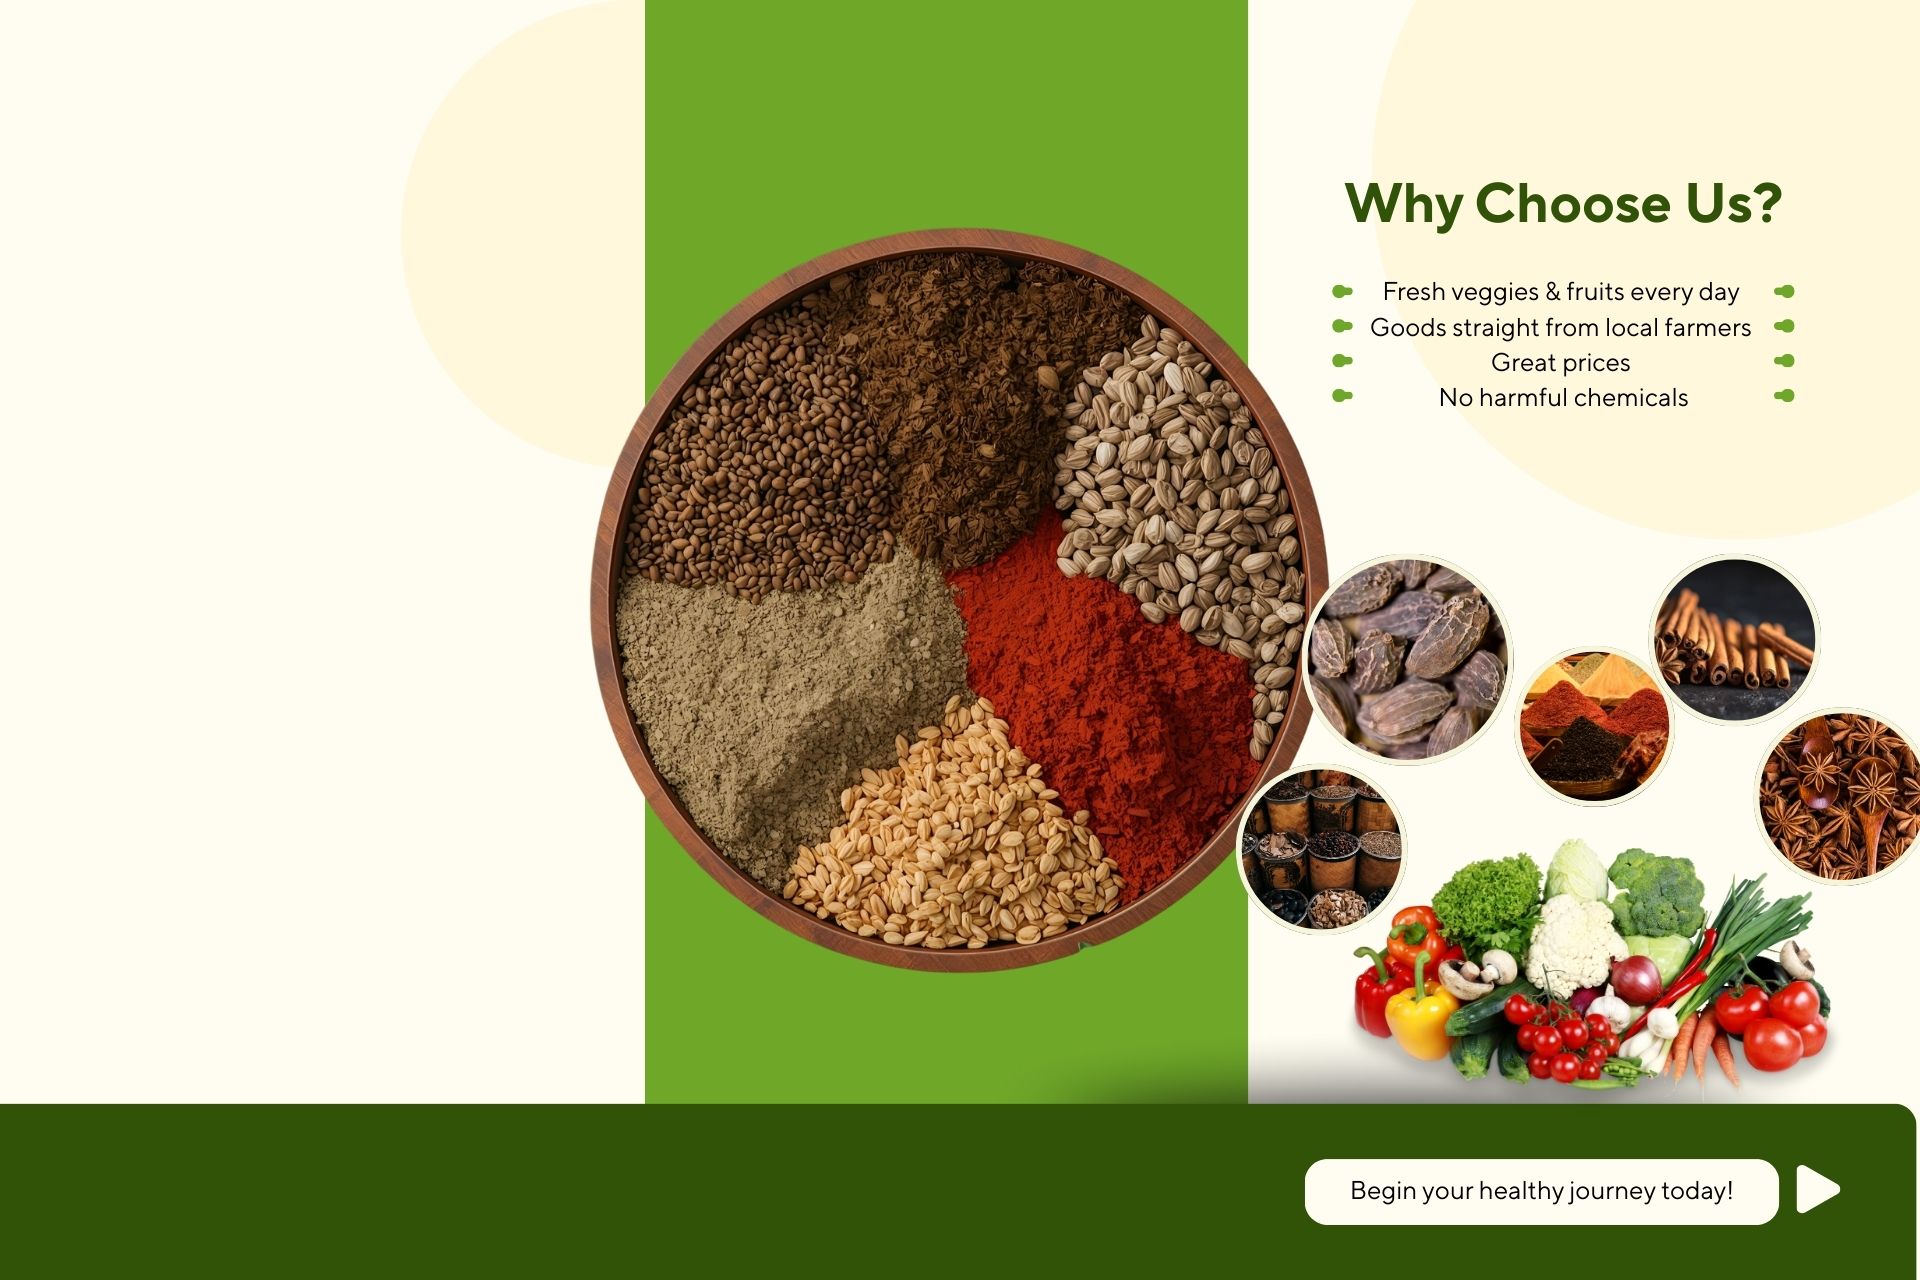 Why Choose Us?
Fresh veggies & fruits every day
Goods straight from local farmers
Great prices
No harmful chemicals
Begin your healthy journey today!